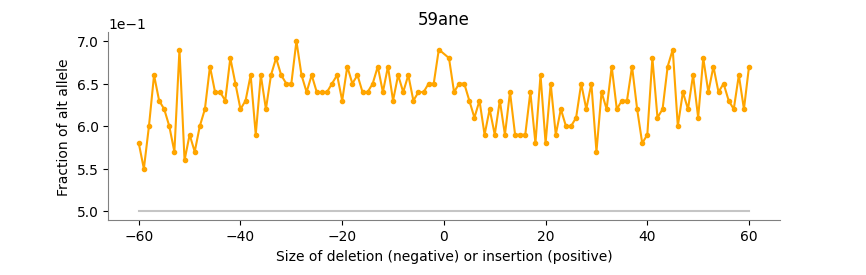 59ane
1e−1
7.0
6.5
6.0
5.5
5.0
Fraction of alt allele
−60 −40 −20 0 20 40 60
Size of deletion (negative) or insertion (positive)